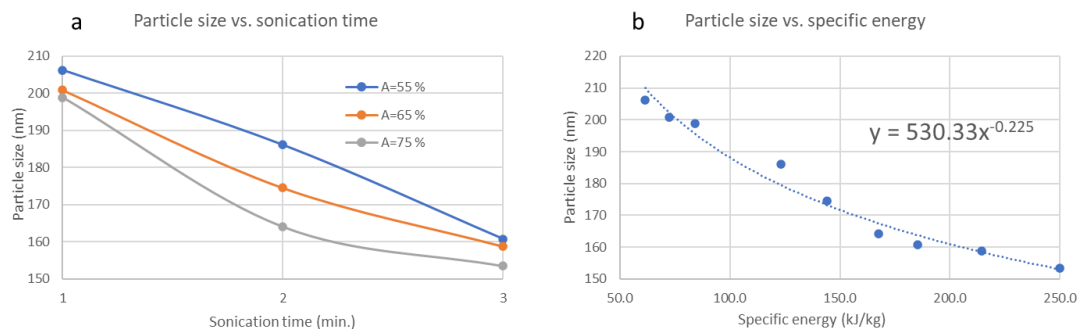 a
Particle size vs. sonication time
210
200
190
180
170
160
150
Particle size (nm)
A=55%
A=65%
A=75%
1
2
3
Sonication time (min.)
b
Particle size vs. specific energy
220
210
200
190
180
170
160
150
Particle size (nm)
y = 530.33x^-0.225
50.0
100.0
150.0
200.0
250.0
Specific energy (kJ/kg)